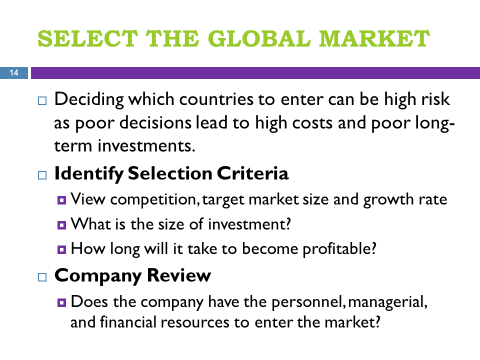 SELECT THE GLOBAL MARKET
14
Deciding which countries to enter can be high risk
as poor decisions lead to high costs and poor long-
term investments.
Identify Selection Criteria
View competition, target market size and growth rate
What is the size of investment?
How long will it take to become profitable?
Company Review
Does the company have the personnel, managerial,
and financial resources to enter the market?